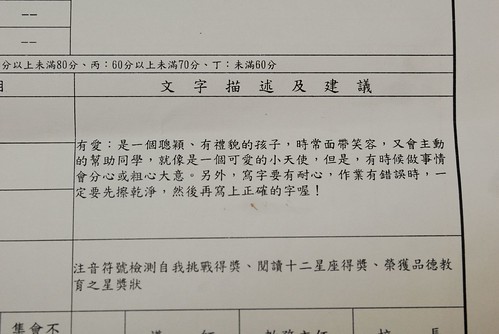 --
--
分以上未滿80分、丙：60分以上未滿70分、丁：未滿60分
目
文字描述及建議
有愛：是一個聰穎、有禮貌的孩子，時常面帶笑容，又會主動
的幫助同學，就像是一個可愛的小天使，但是，有時候做事情
會分心或粗心大意。另外，寫字要有耐心，作業有錯誤時，一
定要先擦乾淨，然後再寫上正確的字喔！
注音符號檢測自我挑戰得獎、閱讀十二星座得獎、榮獲品德教
育之星獎狀
集會不